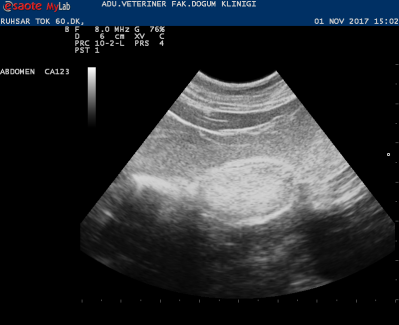 esaote MyLab
ADU.VETERINER FAK.DOGUM KLINIGI
RUHSAR TOK 60.DK,
01 NOV 2017 15:02
B F 8.0 MHz G 76%
D 6 cm XV C
PRC 10-2-L PRS 4
PST 1
ABDOMEN CA123